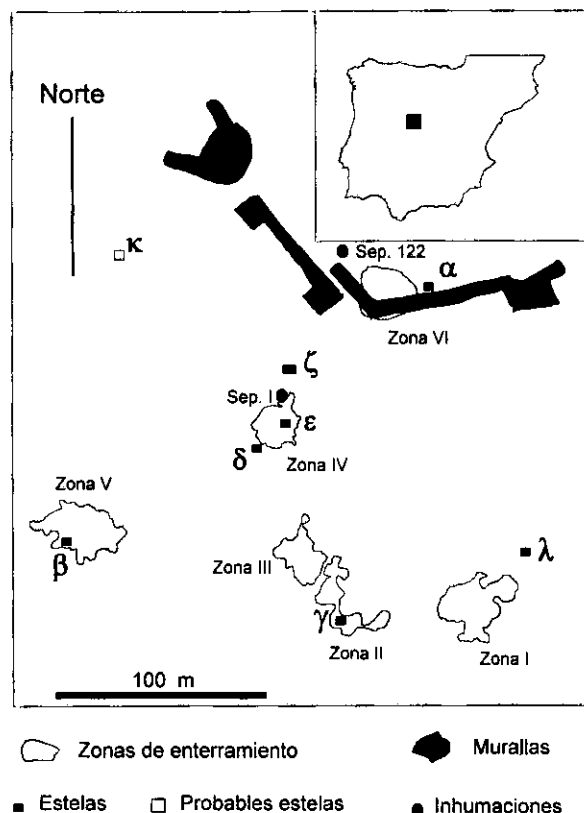 Norte
κ
Sep. 122
α
Zona VI
ζ
Sep. I
ε
δ
Zona IV
Zona V
β
Zona III
λ
γ
Zona II
Zona I
100 m
Zonas de enterramiento
Murallas
Estelas
Probables estelas
Inhumaciones